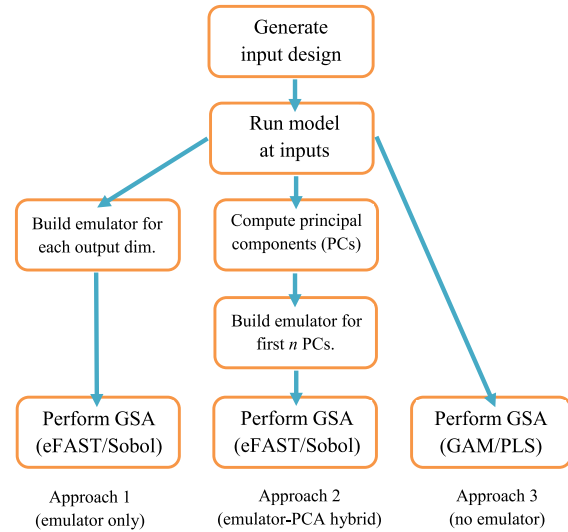 Generate
input design
Run model
at inputs
Build emulator for
each output dim.
Compute principal
components (PCs)
Build emulator for
first n PCs.
Perform GSA
(eFAST/Sobol)
Perform GSA
(eFAST/Sobol)
Perform GSA
(GAM/PLS)
Approach 1
(emulator only)
Approach 2
(emulator-PCA hybrid)
Approach 3
(no emulator)